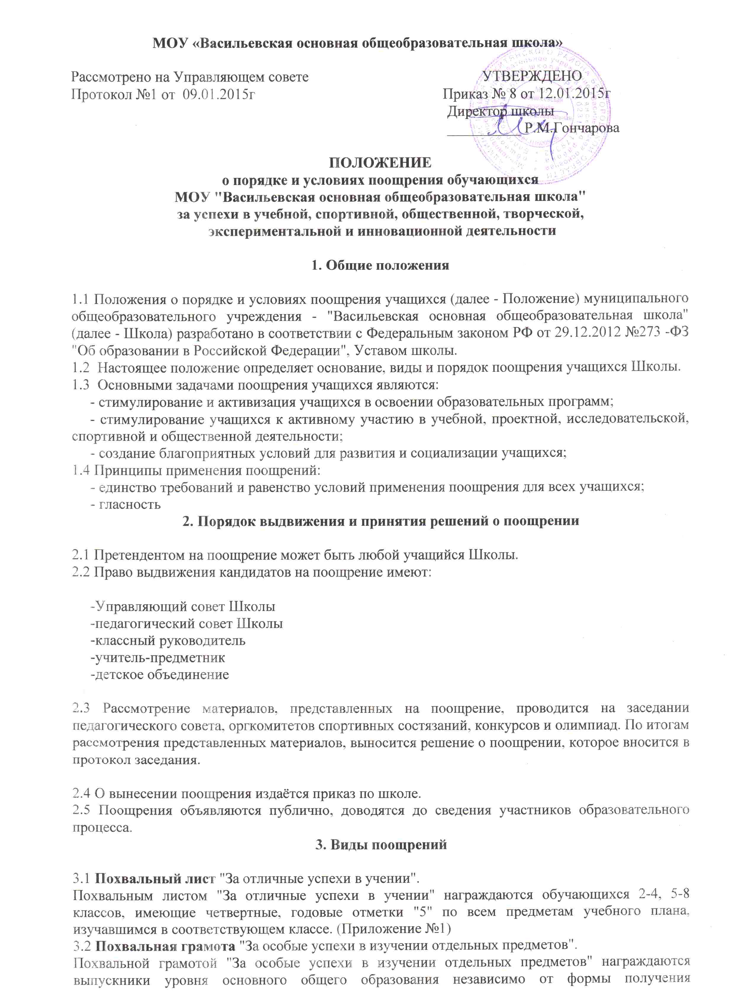 МОУ «Васильевская основная общеобразовательная школа»
Рассмотрено на Управляющем совете
УТВЕРЖДЕНО
Протокол №1 от 09.01.2015г
Приказ № 8 от 12.01.2015г
Директор школы
__________ Р.М.Гончарова
ПОЛОЖЕНИЕ
о порядке и условиях поощрения обучающихся
МОУ "Васильевская основная общеобразовательная школа"
за успехи в учебной, спортивной, общественной, творческой,
экспериментальной и инновационной деятельности
1. Общие положения
1.1 Положения о порядке и условиях поощрения учащихся (далее - Положение) муниципального
общеобразовательного учреждения - "Васильевская основная общеобразовательная школа"
(далее - Школа) разработано в соответствии с Федеральным законом РФ от 29.12.2012 №273 -ФЗ
"Об образовании в Российской Федерации", Уставом школы.
1.2 Настоящее положение определяет основание, виды и порядок поощрения учащихся Школы.
1.3 Основными задачами поощрения учащихся являются:
- стимулирование и активизация учащихся в освоении образовательных программ;
- стимулирование учащихся к активному участию в учебной, проектной, исследовательской,
спортивной и общественной деятельности;
- создание благоприятных условий для развития и социализации учащихся;
1.4 Принципы применения поощрений:
- единство требований и равенство условий применения поощрения для всех учащихся;
- гласность
2. Порядок выдвижения и принятия решений о поощрении
2.1 Претендентом на поощрение может быть любой учащийся Школы.
2.2 Право выдвижения кандидатов на поощрение имеют:
-Управляющий совет Школы
-педагогический совет Школы
-классный руководитель
-учитель-предметник
-детское объединение
2.3 Рассмотрение материалов, представленных на поощрение, проводится на заседании
педагогического совета, оргкомитетов спортивных состязаний, конкурсов и олимпиад. По итогам
рассмотрения представленных материалов, выносится решение о поощрении, которое вносится в
протокол заседания.
2.4 О вынесении поощрения издаётся приказ по школе.
2.5 Поощрения объявляются публично, доводятся до сведения участников образовательного
процесса.
3. Виды поощрений
3.1 Похвальный лист "За отличные успехи в учении".
Похвальным листом "За отличные успехи в учении" награждаются обучающихся 2-4, 5-8
классов, имеющие четвертные, годовые отметки "5" по всем предметам учебного плана,
изучавшимся в соответствующем классе. (Приложение №1)
3.2 Похвальная грамота "За особые успехи в изучении отдельных предметов".
Похвальной грамотой "За особые успехи в изучении отдельных предметов" награждаются
выпускники уровня основного общего образования независимо от формы получения